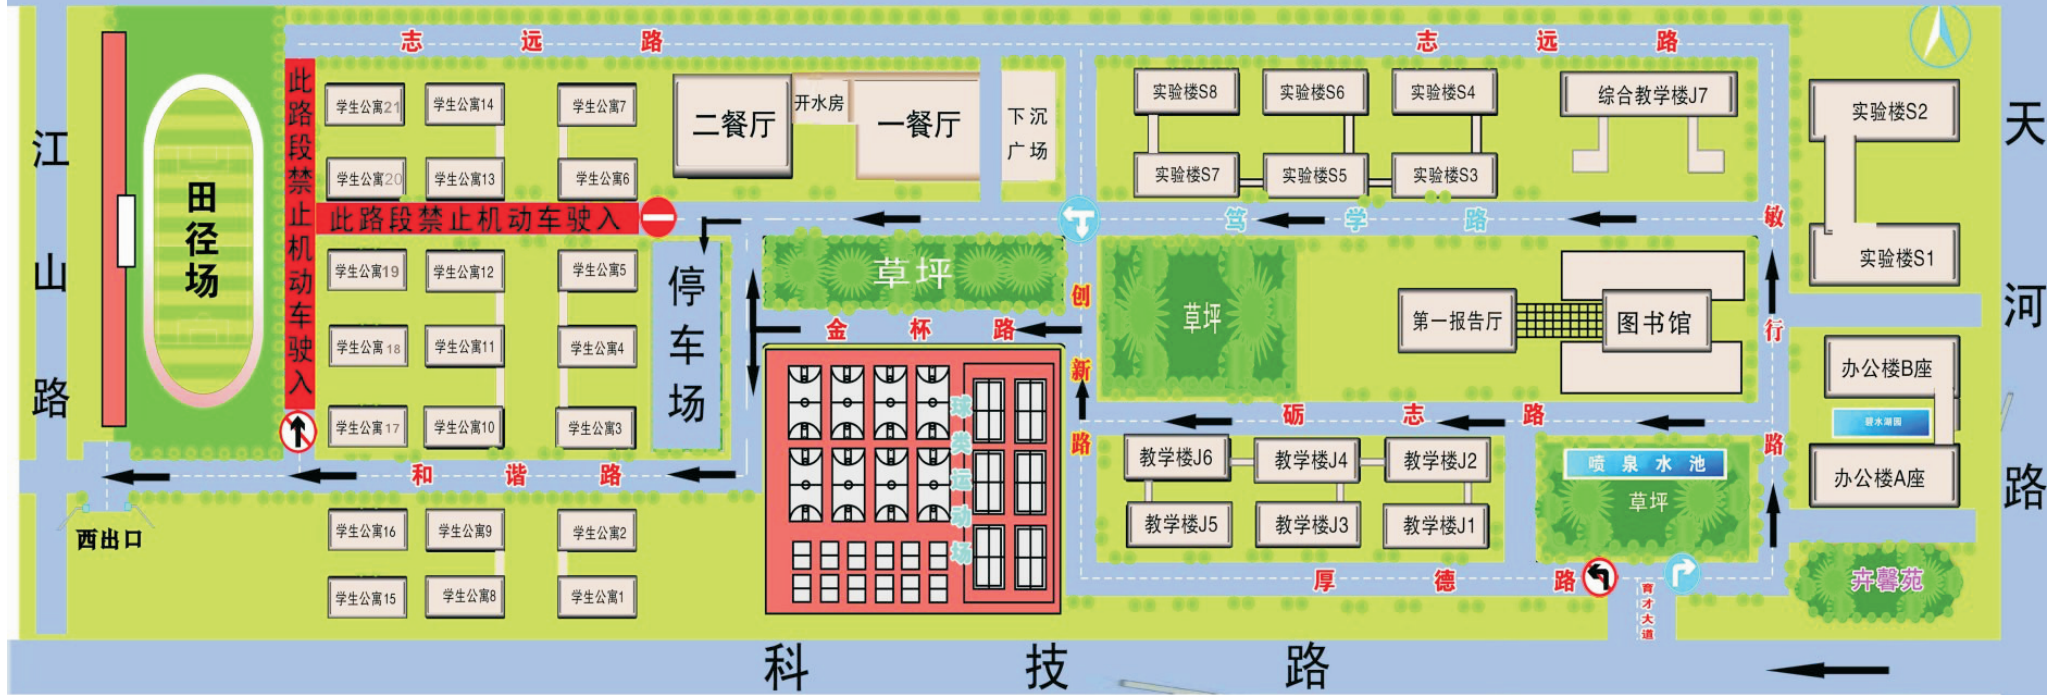 志远路
志远路
江山路
天河路
田径场
此路段禁止机动车驶入
此路段禁止机动车驶入
学生公寓21
学生公寓14
学生公寓7
学生公寓20
学生公寓13
学生公寓6
二餐厅
开水房
一餐厅
下沉
广场
实验楼S8
实验楼S6
实验楼S4
综合教学楼J7
实验楼S2
实验楼S7
实验楼S5
实验楼S3
笃学路
敏行路
实验楼S1
学生公寓19
学生公寓12
学生公寓5
停车场
草坪
创新路
草坪
第一报告厅
图书馆
金杯路
学生公寓18
学生公寓11
学生公寓4
办公楼B座
碧水湖园
学生公寓17
学生公寓10
学生公寓3
球类运动场
砺志路
教学楼J6
教学楼J4
教学楼J2
喷泉水池
草坪
办公楼A座
和谐路
西出口
学生公寓16
学生公寓9
学生公寓2
教学楼J5
教学楼J3
教学楼J1
学生公寓15
学生公寓8
学生公寓1
厚德路
育才大道
卉馨苑
科技路